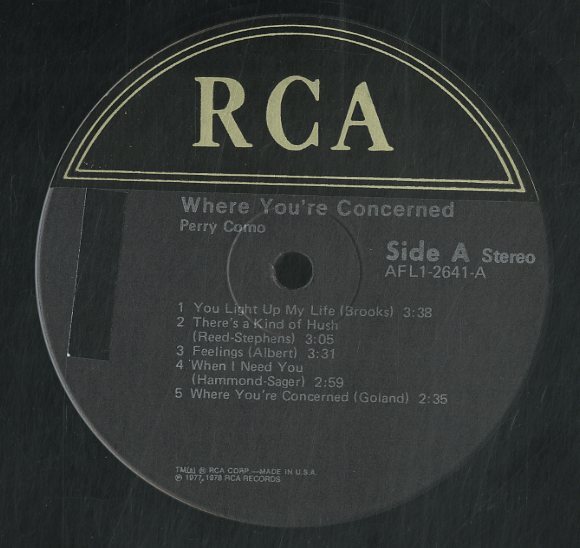 RCA
Where You're Concerned
Perry Como
Side A Stereo
AFL1-2641-A
1 You Light Up My Life (Brooks) 3:38
2 There's a Kind of Hush
(Reed-Stephens) 3:05
3 Feelings (Albert) 3:31
4 When I Need You
(Hammond-Sager) 2:59
5 Where You're Concerned (Goland) 2:35
TM(s) ® RCA CORP.—MADE IN U.S.A.
℗ 1977, 1978 RCA RECORDS